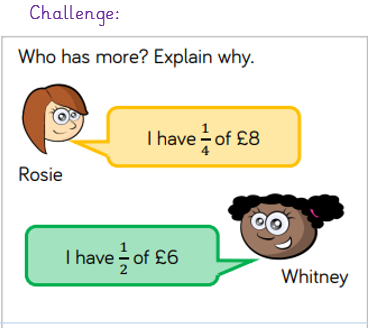 Challenge:
Who has more? Explain why.
I have 1/4 of £8
Rosie
I have 1/2 of £6
Whitney